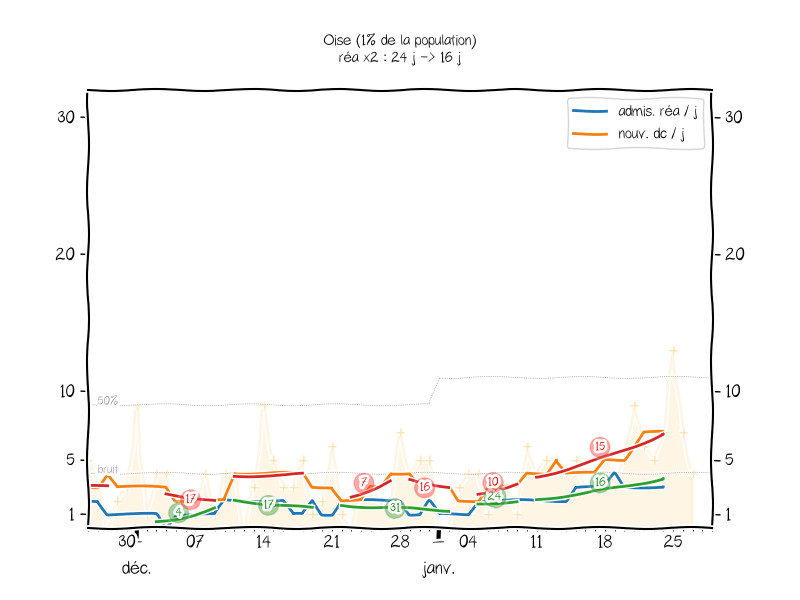 Oise (1% de la population)
réa x2 : 24 j -> 16 j
admis. réa / j
nouv. dc / j
30 30
20 20
10 10
5 5
1 1
50%
bruit
17 4 17 7 31 16 10 24 15 16
30 07 14 21 28 04 11 18 25
déc. janv.